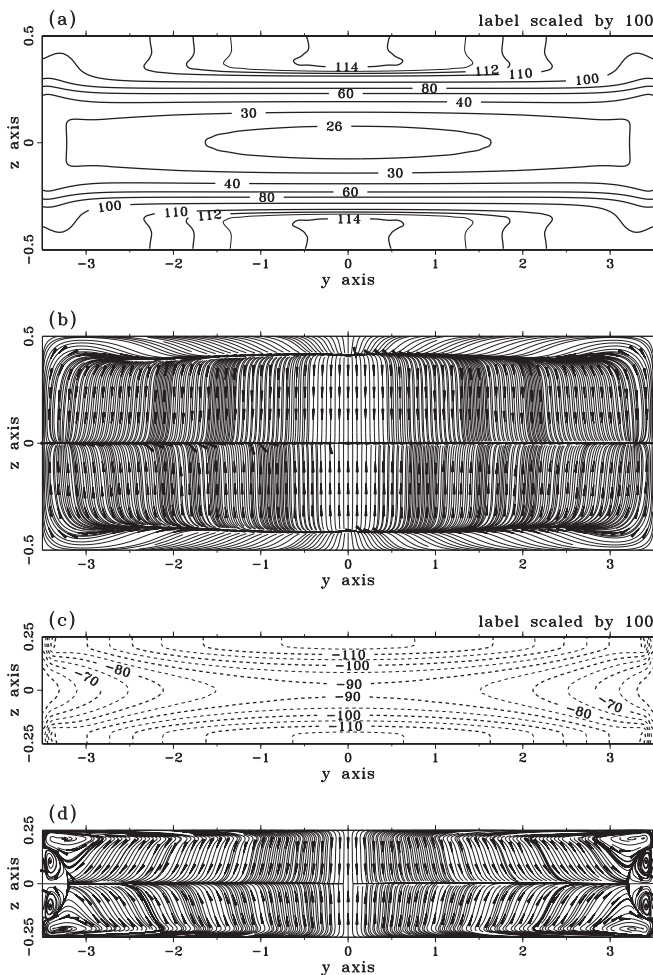 (a) label scaled by 100
0.5
114 112 110 100
80
60
40
30
26
z axis
0
30
40
60
80
100 110 112 114
-0.5
-3 -2 -1 0 1 2 3
y axis
(b)
0.5
z axis
0
-0.5
-3 -2 -1 0 1 2 3
y axis
(c) label scaled by 100
0.25
-110
-100
-80 -80
-70 -90 -70
z axis
0
-90
-80
-100
-110
-0.25
-3 -2 -1 0 1 2 3
y axis
(d)
0.25
z axis
0
-0.25
-3 -2 -1 0 1 2 3
y axis